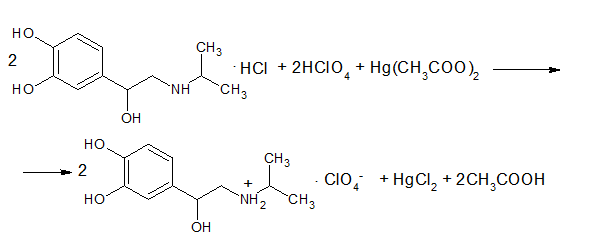 HO
2
HO
OH
NH
CH3
CH3
· HCl + 2HClO4 + Hg(CH3COO)2
2
HO
HO
OH
+
NH2
CH3
CH3
· ClO4- + HgCl2 + 2CH3COOH